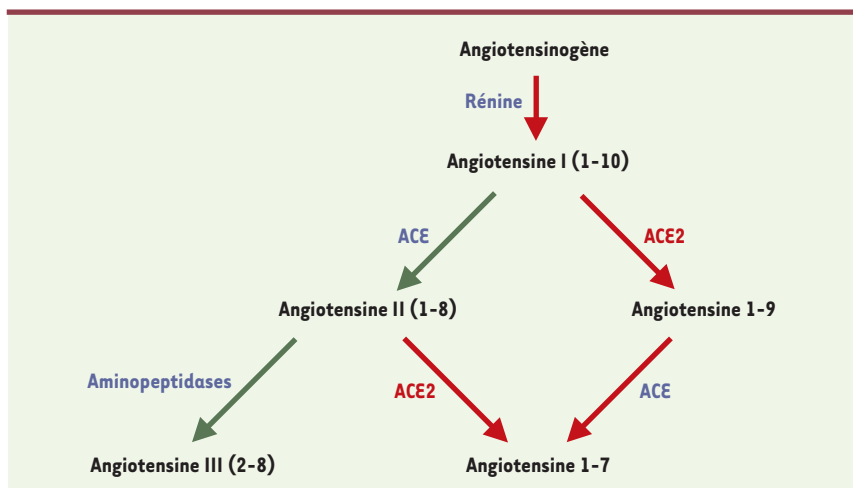 Angiotensinogène
Rénine
Angiotensine I (1-10)
ACE
ACE2
Angiotensine II (1-8)
Angiotensine 1-9
Aminopeptidases
ACE2
ACE
Angiotensine III (2-8)
Angiotensine 1-7